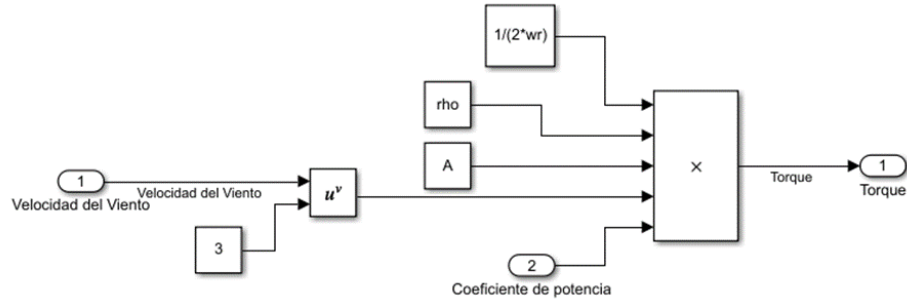 1/(2*wr)
rho
A
×
1
Velocidad del Viento
Velocidad del Viento
u^v
3
2
Coeficiente de potencia
Torque
1
Torque